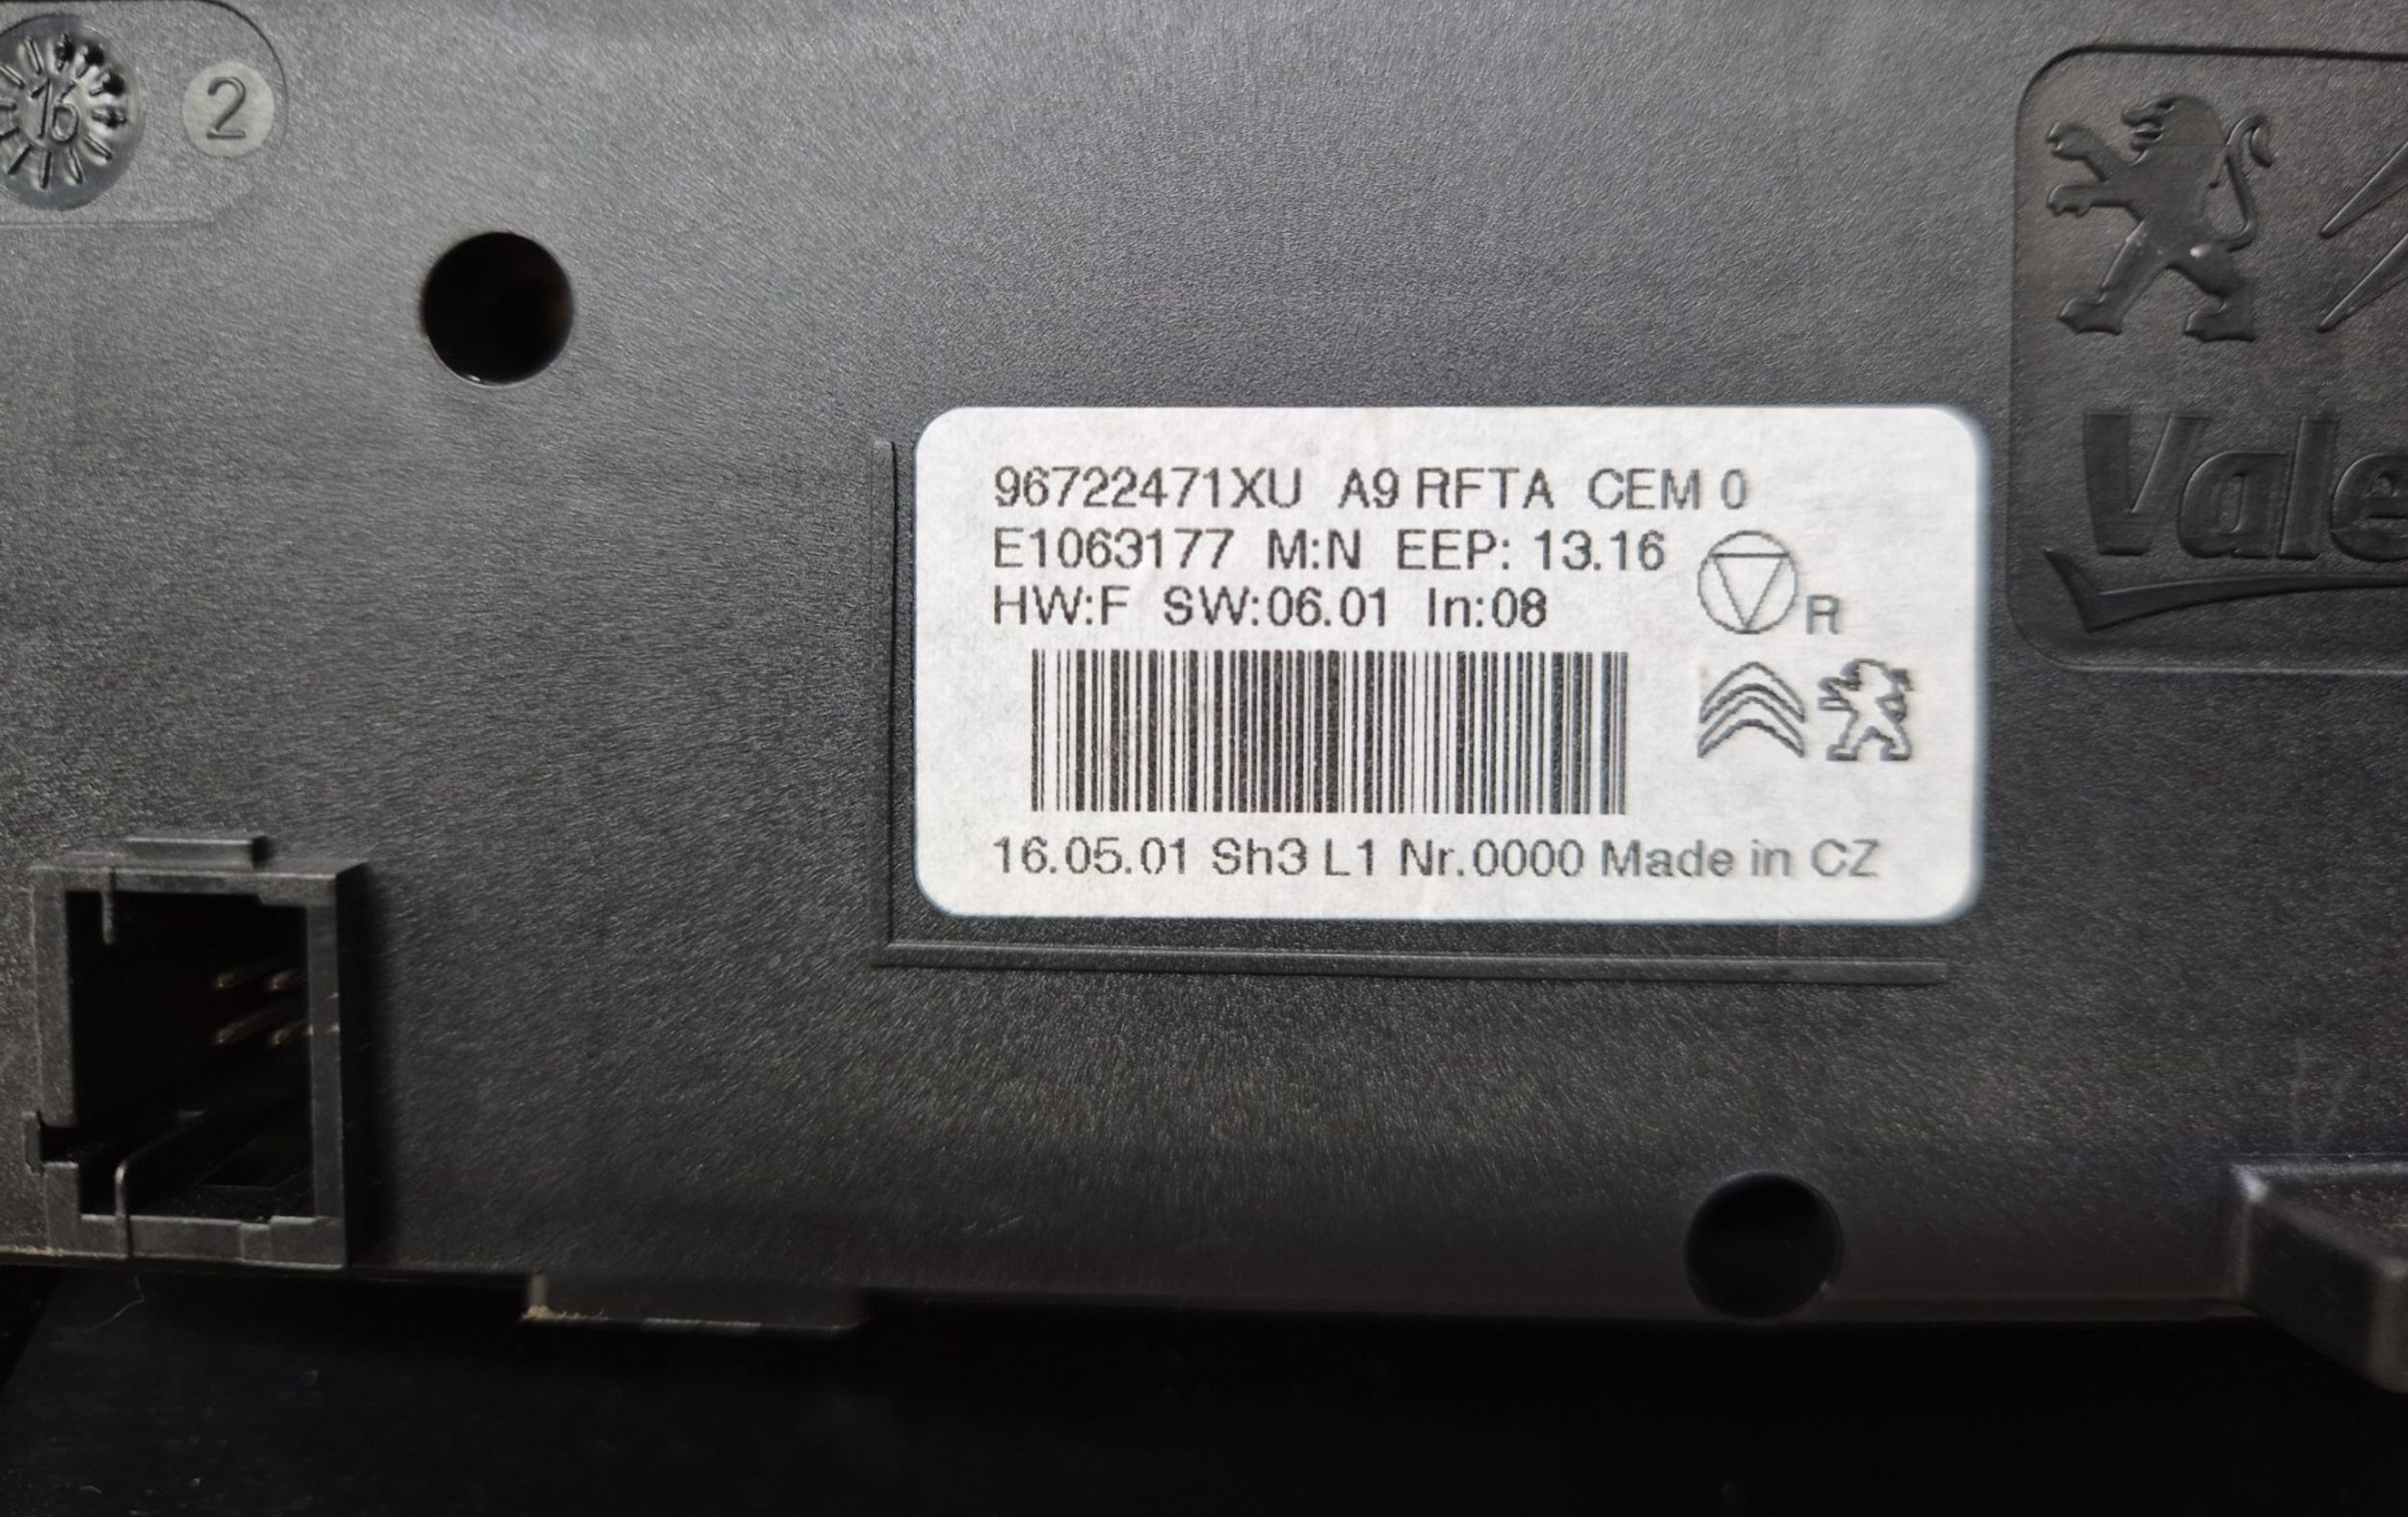 16
2
96722471XU A9 RFTA CEM 0
E1063177 M:N EEP: 13.16
HW:F SW:06.01 In:08
R
16.05.01 Sh3 L1 Nr.0000 Made in CZ
Vale